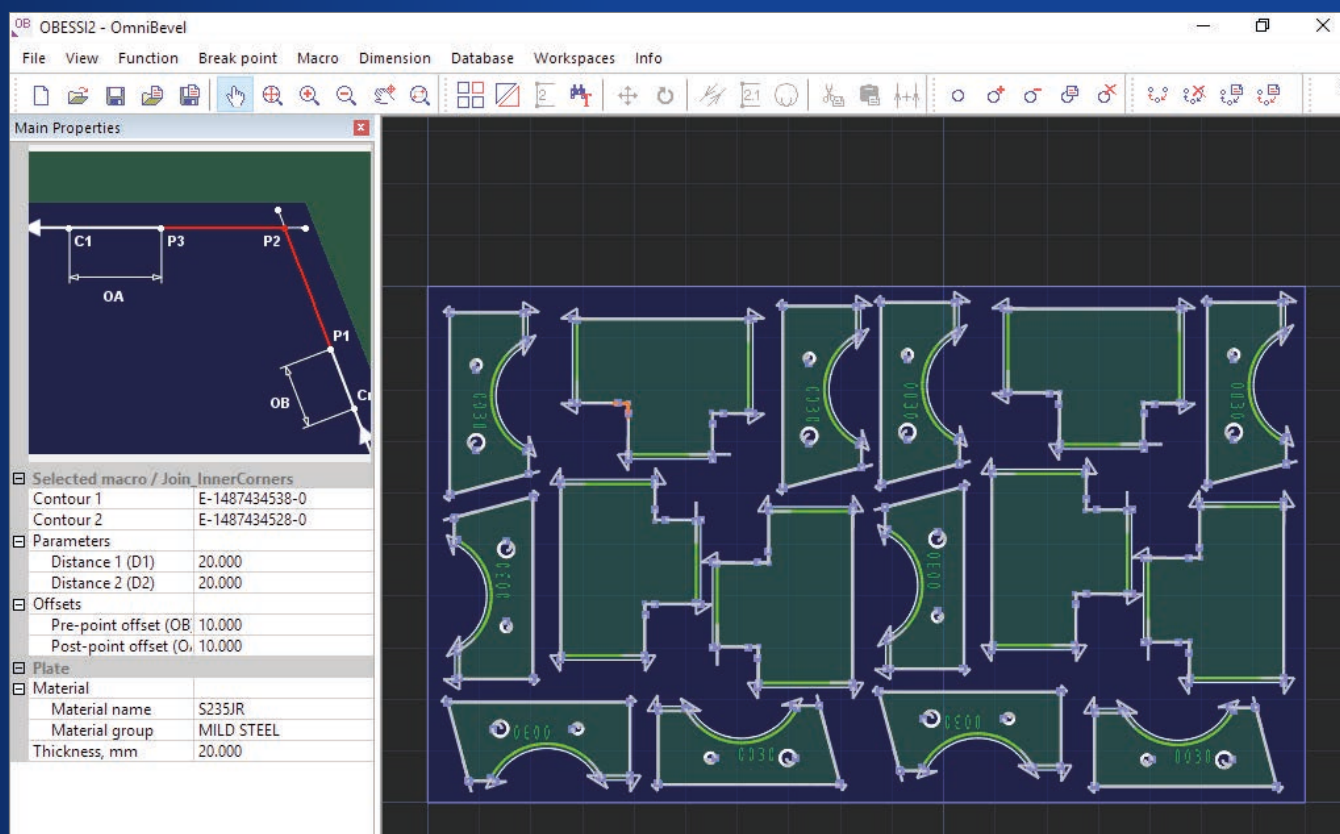 OB OBESSI2 - OmniBevel
File View Function Break point Macro Dimension Database Workspaces Info
Main Properties
C1 P3 P2
OA
P1
OB
Selected macro / Join_InnerCorners
Contour 1 E-1487434538-0
Contour 2 E-1487434528-0
Parameters
Distance 1 (D1) 20.000
Distance 2 (D2) 20.000
Offsets
Pre-point offset (OB 10.000
Post-point offset (O 10.000
Plate
Material
Material name S235JR
Material group MILD STEEL
Thickness, mm 20.000